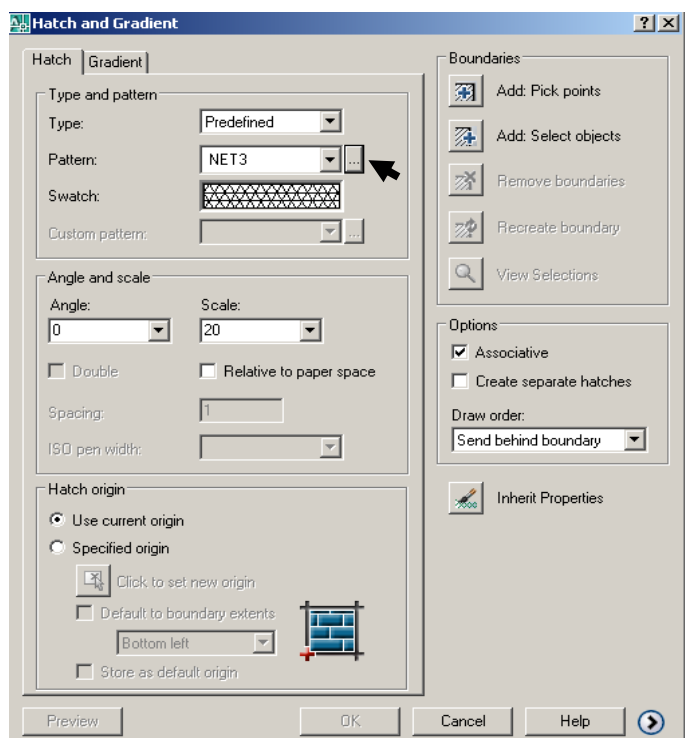 Hatch and Gradient
Hatch Gradient
Type and pattern
Type: Predefined
Pattern: NET3 ...
Swatch:
Custom pattern: ...
Angle and scale
Angle: Scale:
0 20
Double Relative to paper space
Spacing: 1
ISO pen width:
Hatch origin
Use current origin
Specified origin
Click to set new origin
Default to boundary extents
Bottom left
Store as default origin
Boundaries
Add: Pick points
Add: Select objects
Remove boundaries
Recreate boundary
View Selections
Options
Associative
Create separate hatches
Draw order:
Send behind boundary
Inherit Properties
Preview OK Cancel Help